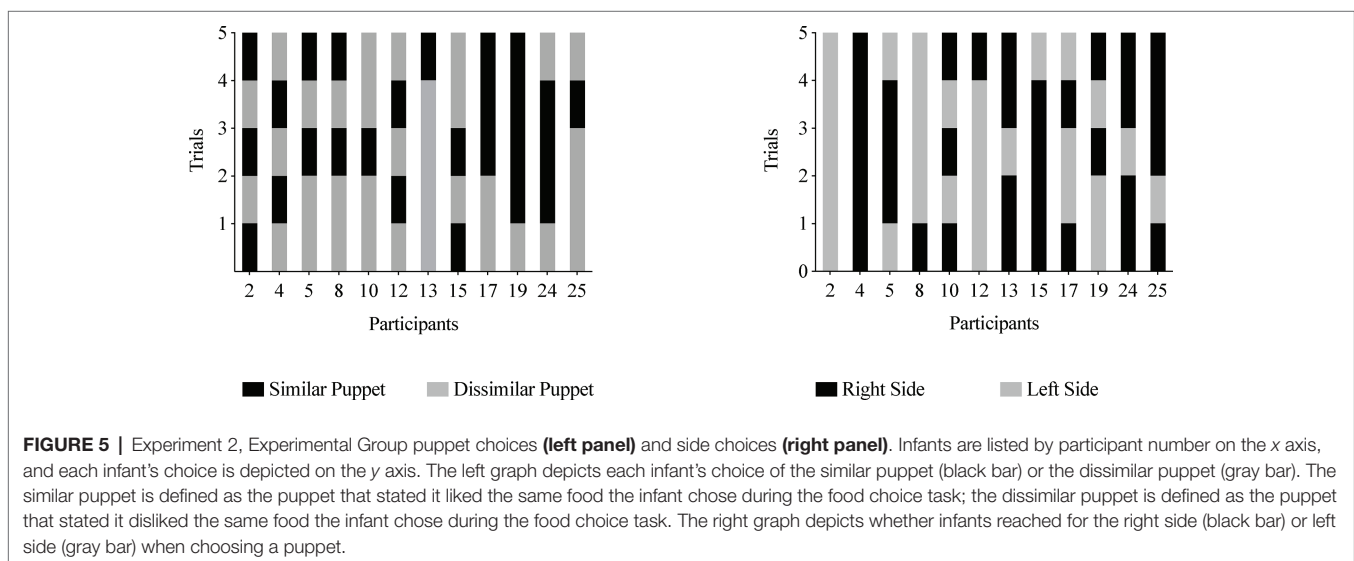 5
4
3
2
1
Trials
2 4 5 8 10 12 13 15 17 19 24 25
Participants
Similar Puppet Dissimilar Puppet
5
4
3
2
1
0
Trials
2 4 5 8 10 12 13 15 17 19 24 25
Participants
Right Side Left Side
FIGURE 5 | Experiment 2, Experimental Group puppet choices (left panel) and side choices (right panel). Infants are listed by participant number on the x axis,
and each infant's choice is depicted on the y axis. The left graph depicts each infant's choice of the similar puppet (black bar) or the dissimilar puppet (gray bar). The
similar puppet is defined as the puppet that stated it liked the same food the infant chose during the food choice task; the dissimilar puppet is defined as the puppet
that stated it disliked the same food the infant chose during the food choice task. The right graph depicts whether infants reached for the right side (black bar) or left
side (gray bar) when choosing a puppet.